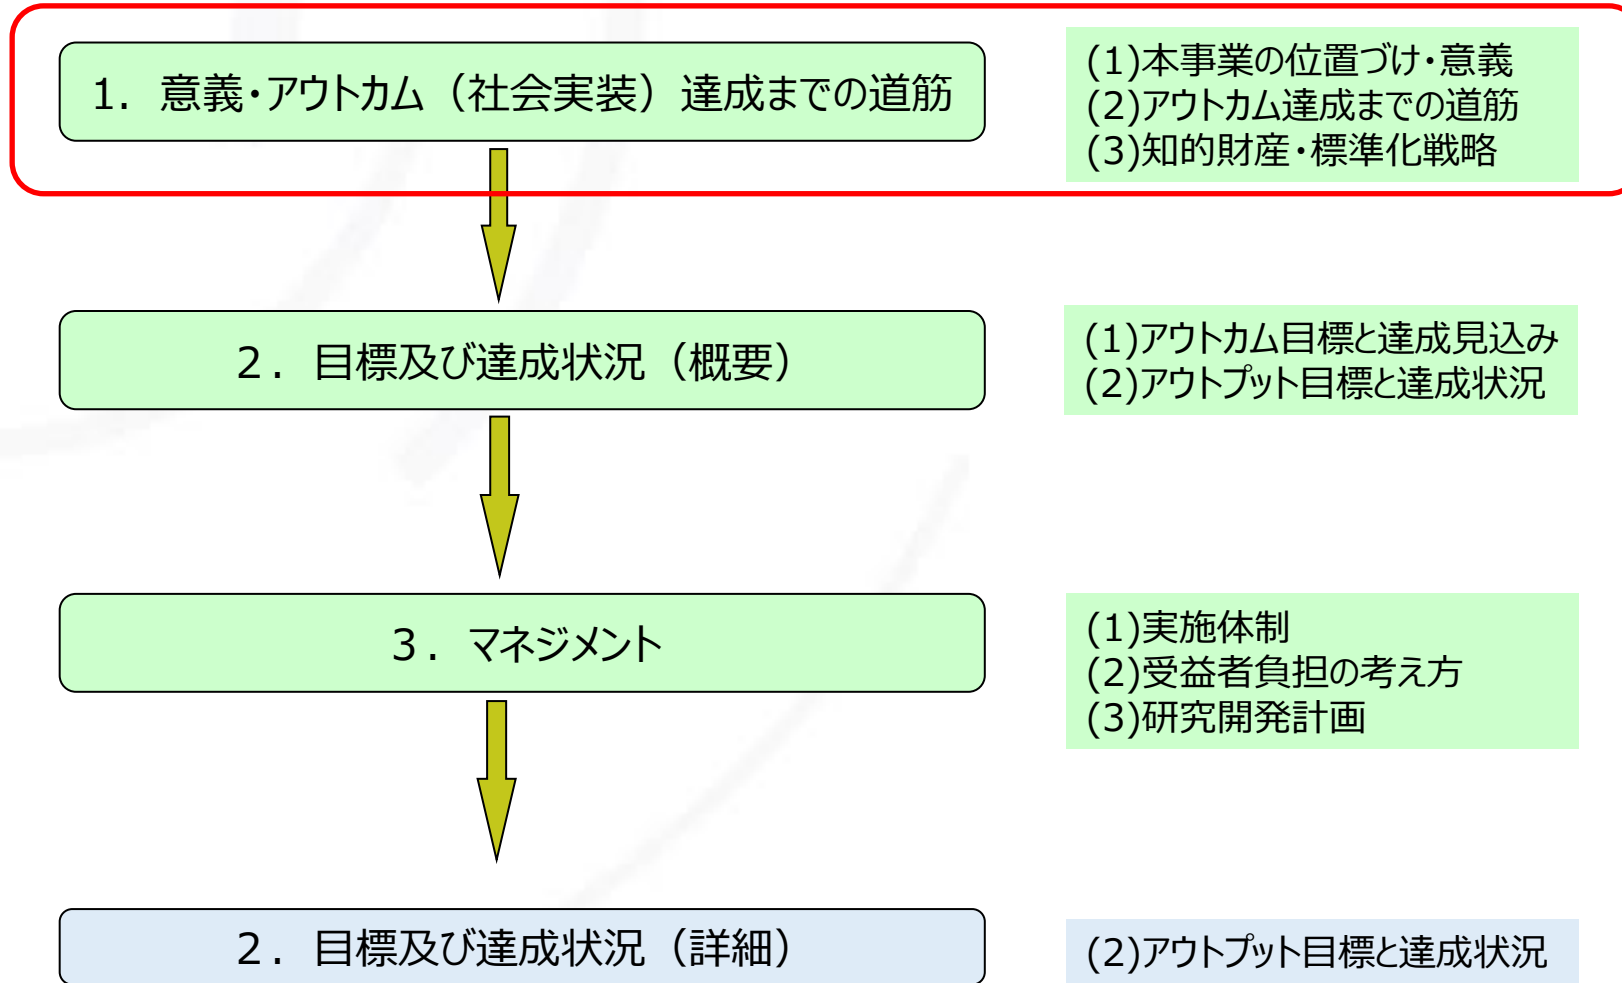 1. 意義・アウトカム（社会実装）達成までの道筋
(1)本事業の位置づけ・意義
(2)アウトカム達成までの道筋
(3)知的財産・標準化戦略
２．目標及び達成状況（概要）
(1)アウトカム目標と達成見込み
(2)アウトプット目標と達成状況
３．マネジメント
(1)実施体制
(2)受益者負担の考え方
(3)研究開発計画
２．目標及び達成状況（詳細）
(2)アウトプット目標と達成状況